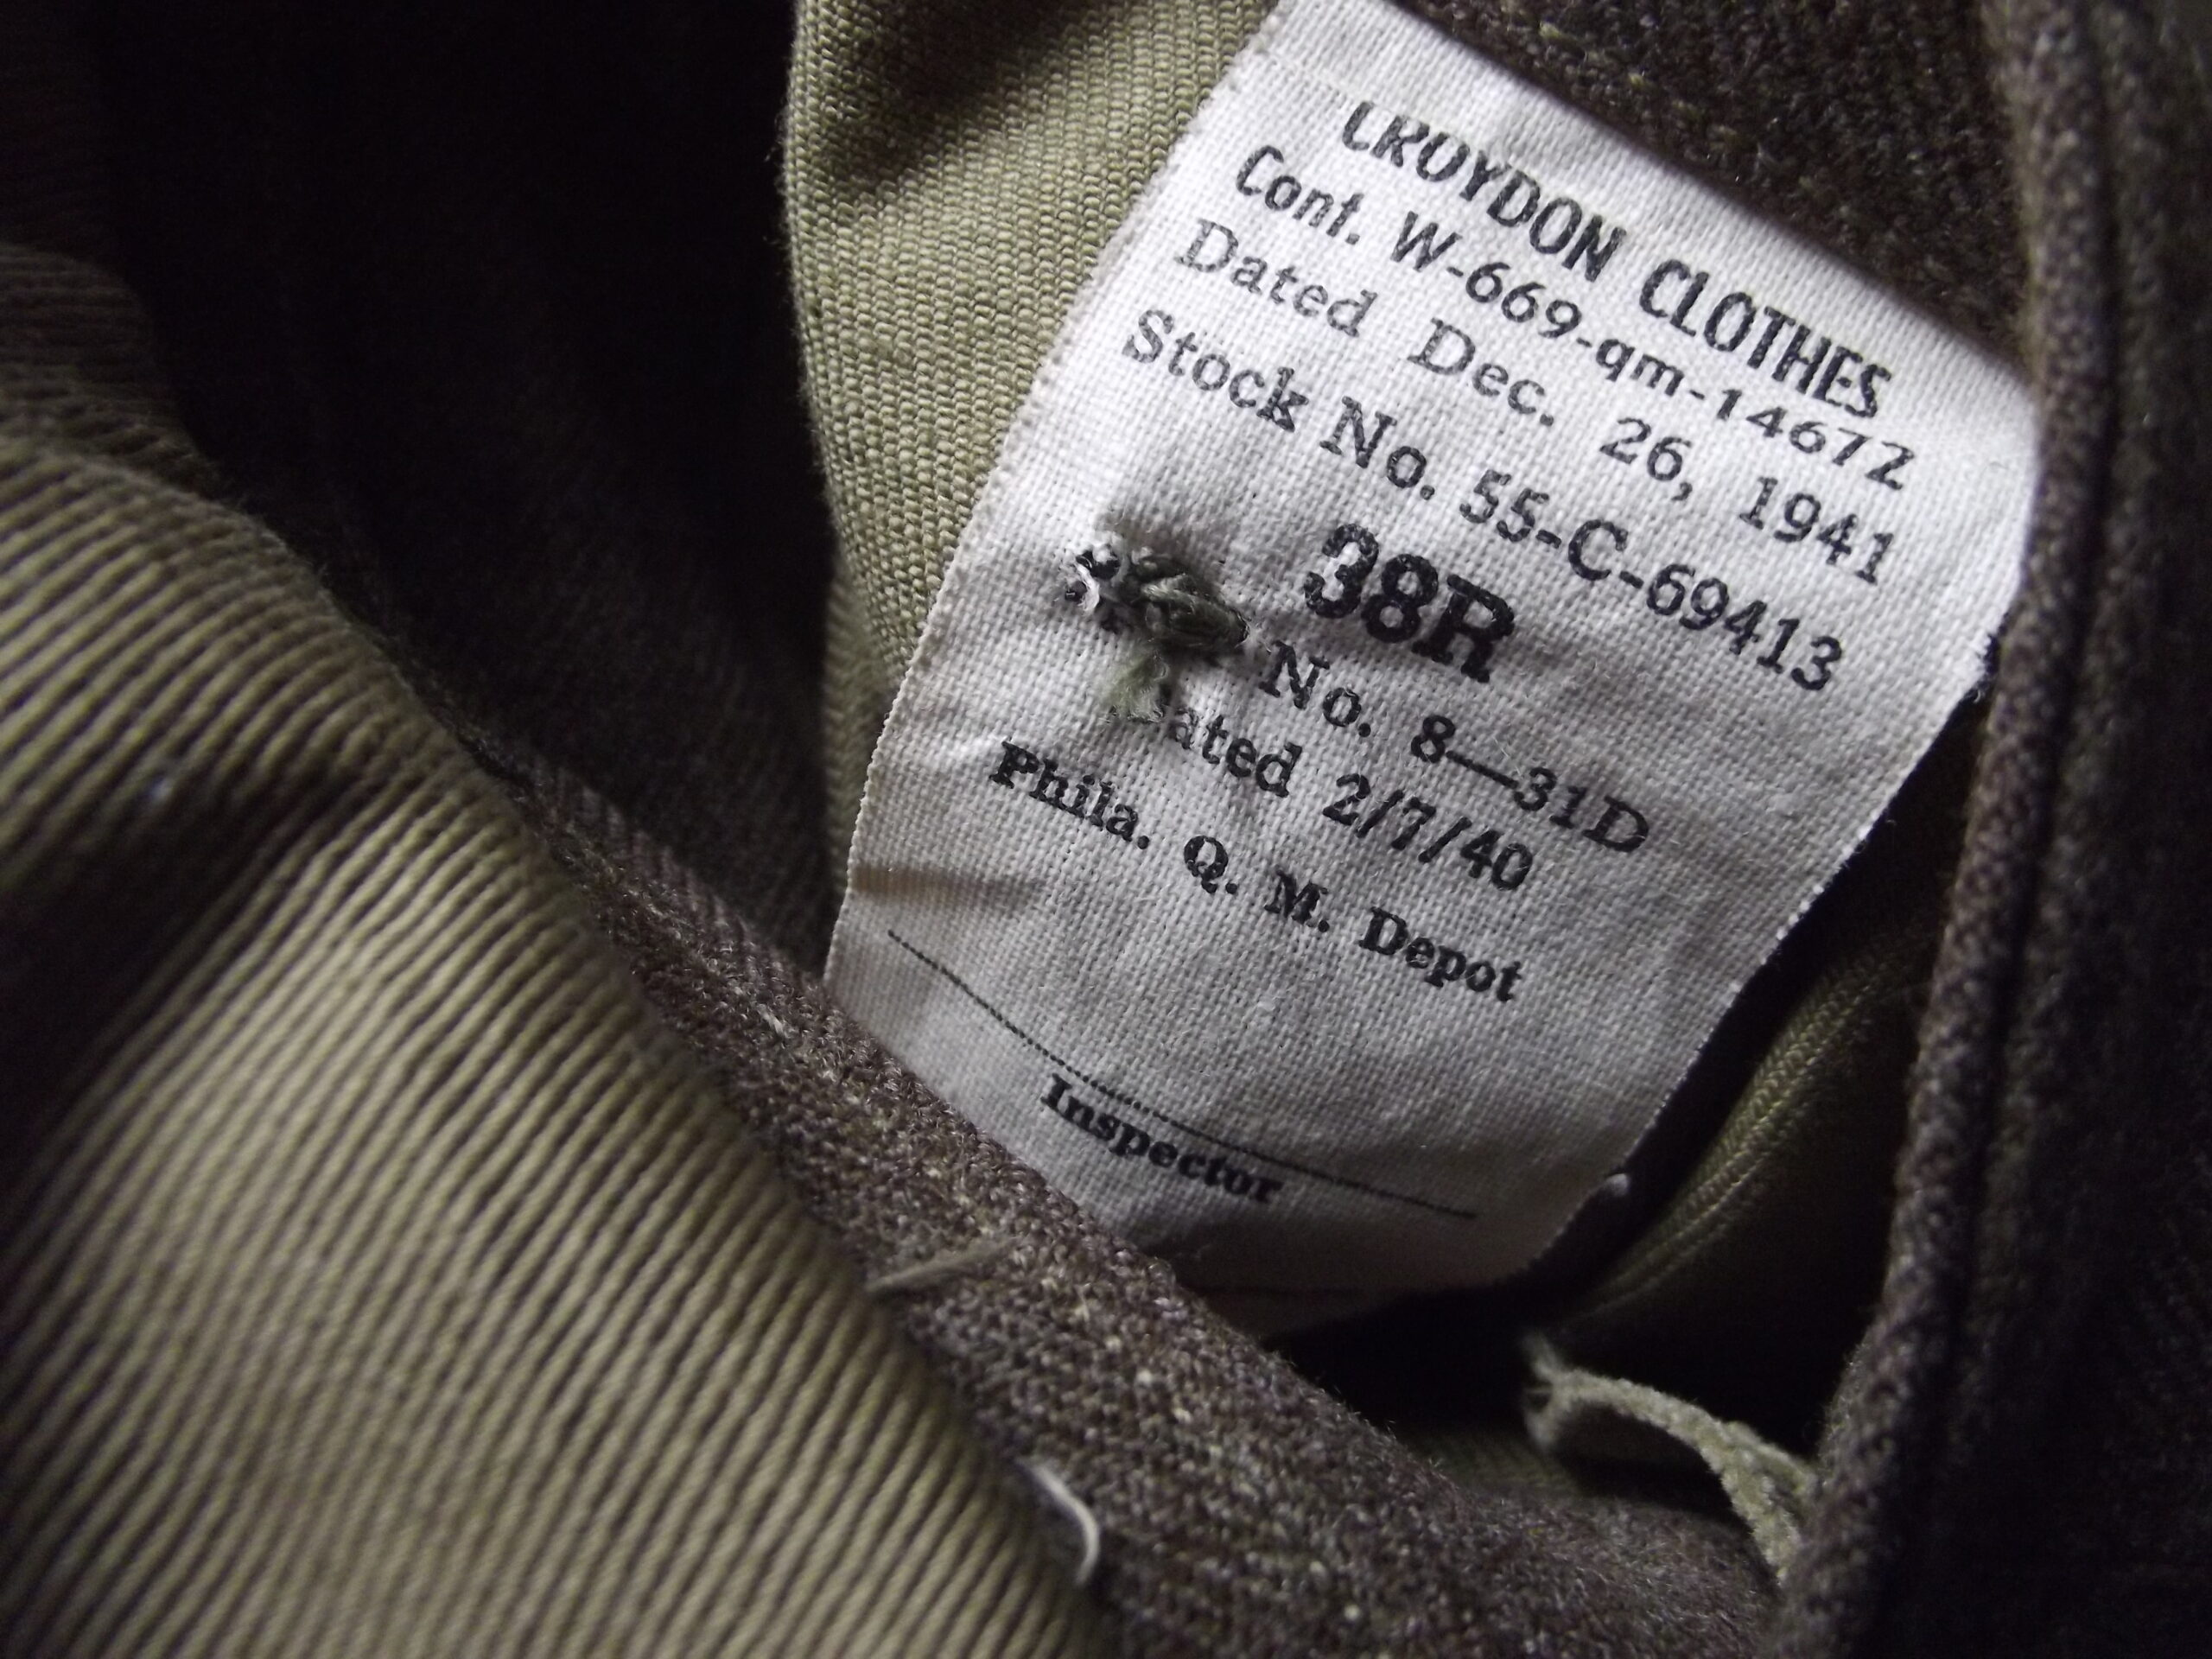 CROYDON CLOTHES
Cont. W-669-qm-14672
Dated Dec. 26, 1941
Stock No. 55-C-69413
38R
No. 8—31D
ated 2/7/40
Phila. Q. M. Depot
Inspector